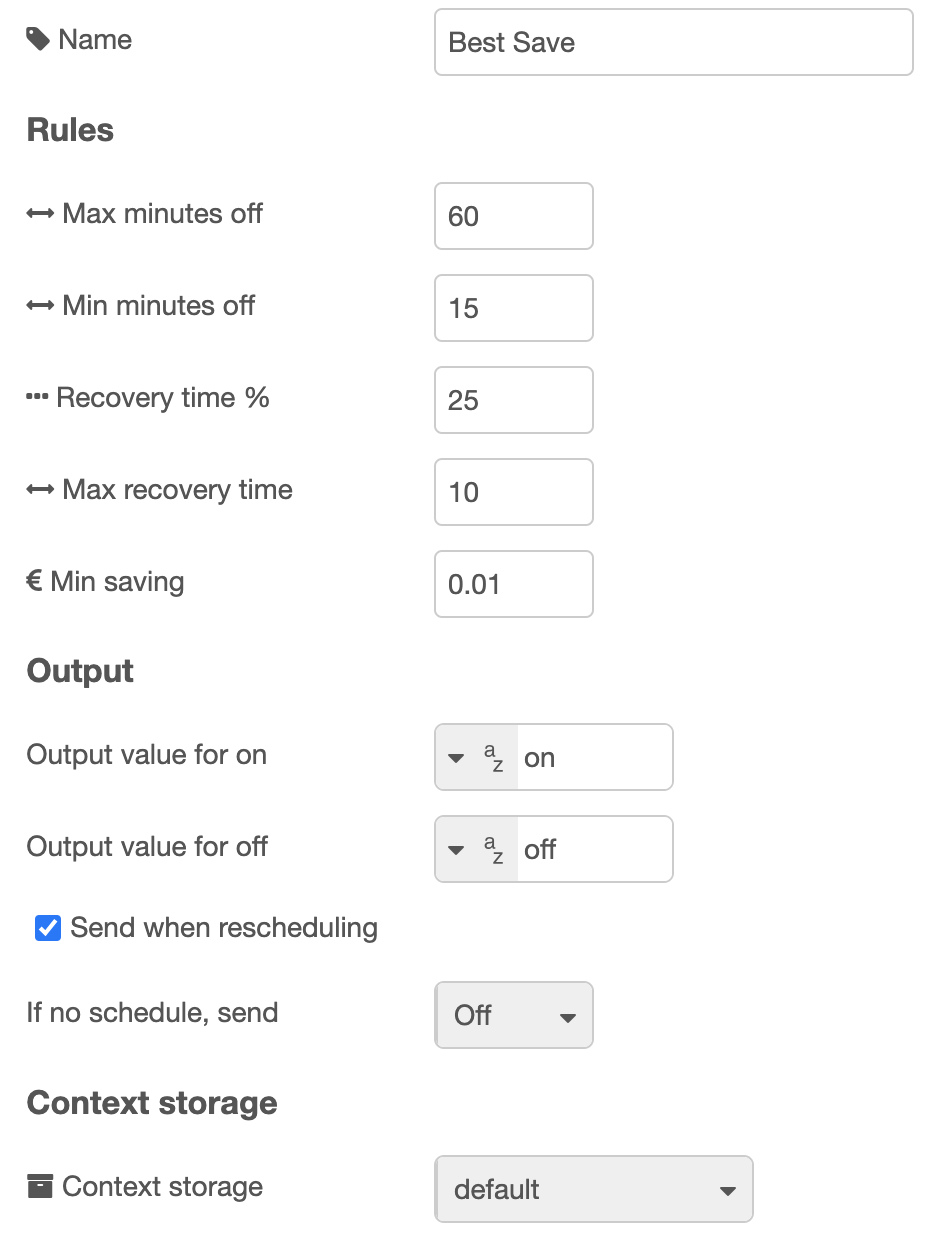 Name Best Save
Rules
Max minutes off 60
Min minutes off 15
Recovery time % 25
Max recovery time 10
€ Min saving 0.01
Output
Output value for on az on
Output value for off az off
Send when rescheduling
If no schedule, send Off
Context storage
Context storage default